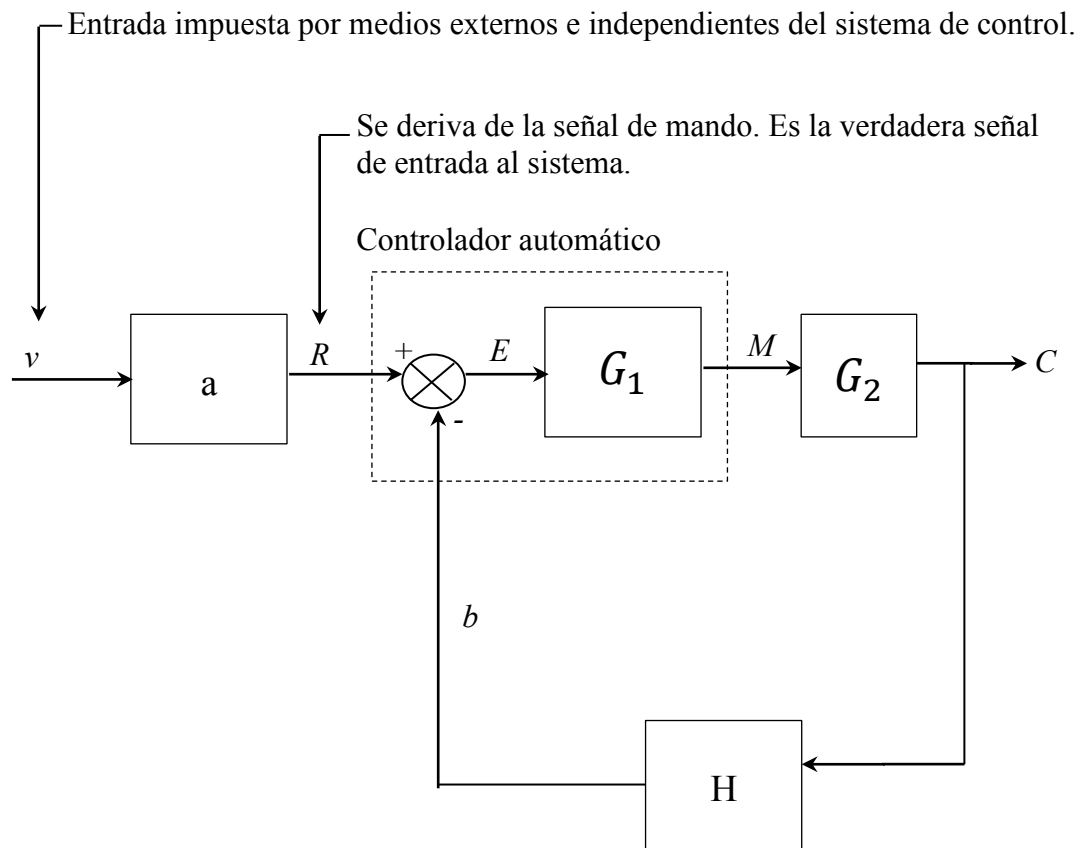 Entrada impuesta por medios externos e independientes del sistema de control.
Se deriva de la señal de mando. Es la verdadera señal
de entrada al sistema.
Controlador automático
v
a
R
+
-
E
G₁
M
G₂
C
b
H